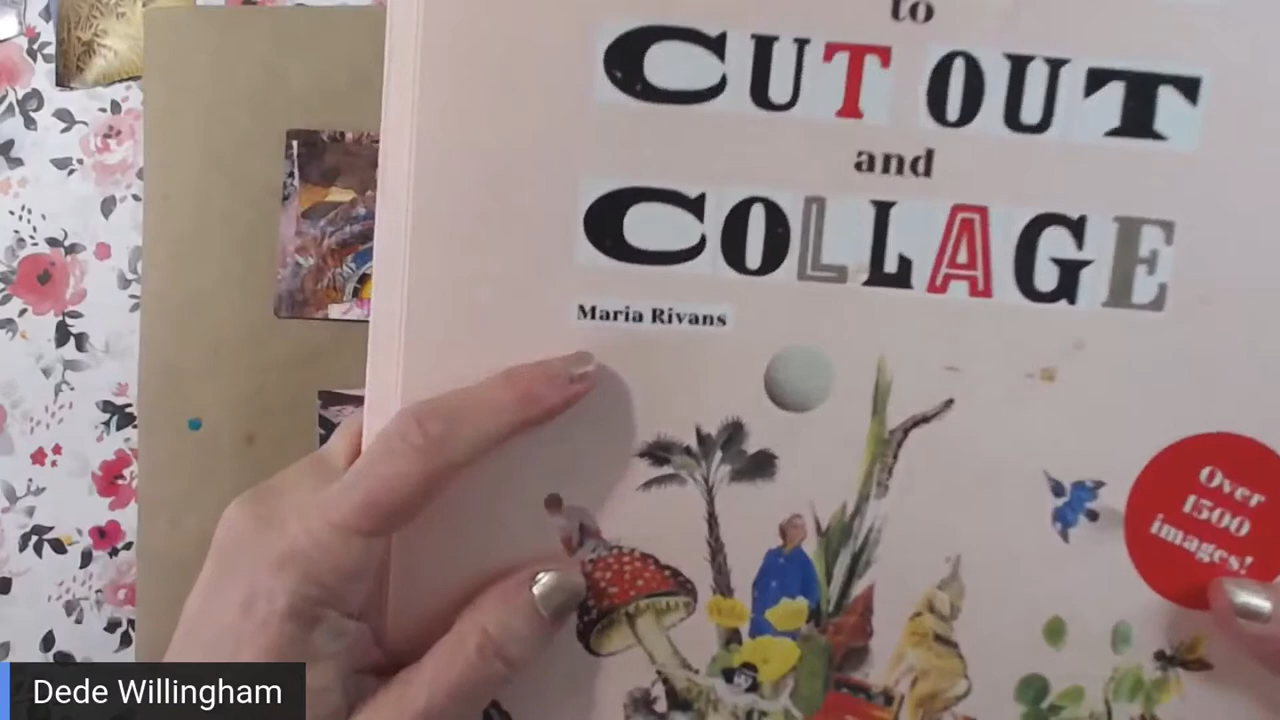 to
CUT OUT
and
COLLAGE
Maria Rivans
Over
1500
images!
Dede Willingham